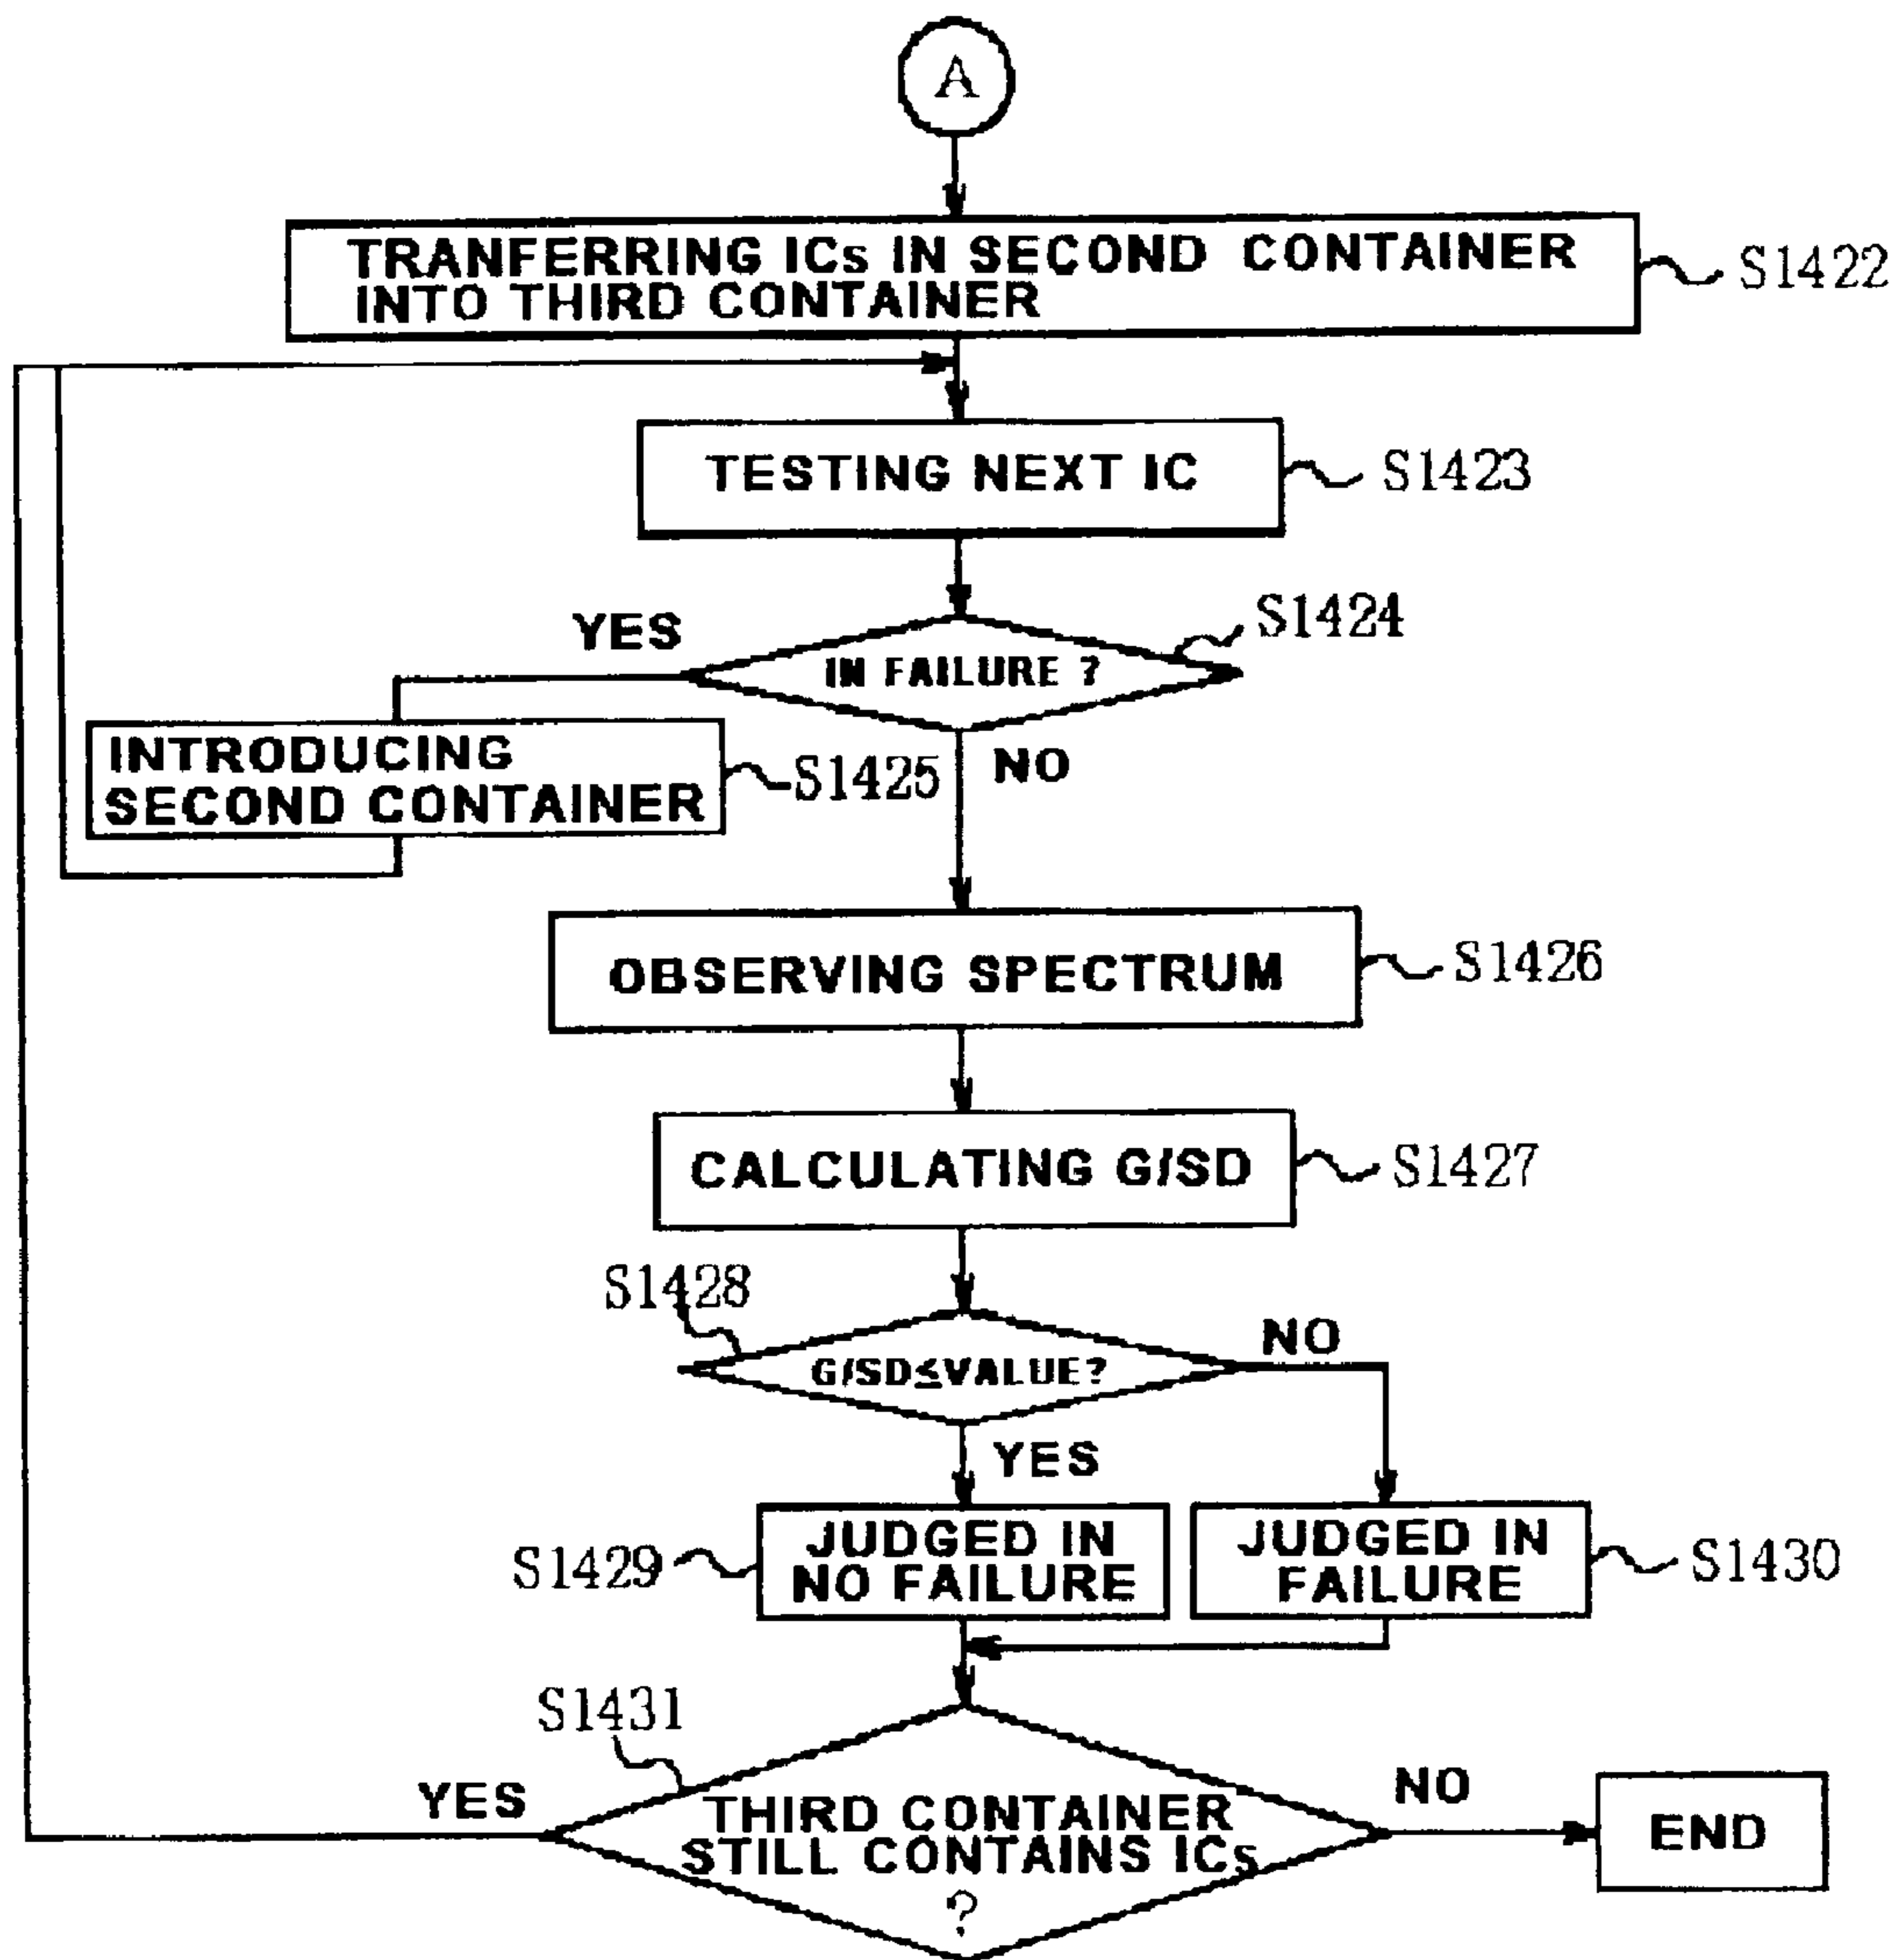 A
TRANFERRING ICs IN SECOND CONTAINER
INTO THIRD CONTAINER
S1422
TESTING NEXT IC
S1423
YES
IN FAILURE ?
S1424
INTRODUCING
SECOND CONTAINER
S1425
NO
OBSERVING SPECTRUM
S1426
CALCULATING G/SD
S1427
S1428
G/SD≤VALUE?
NO
YES
JUDGED IN
NO FAILURE
S1429
JUDGED IN
FAILURE
S1430
S1431
YES
THIRD CONTAINER
STILL CONTAINS ICs
?
NO
END